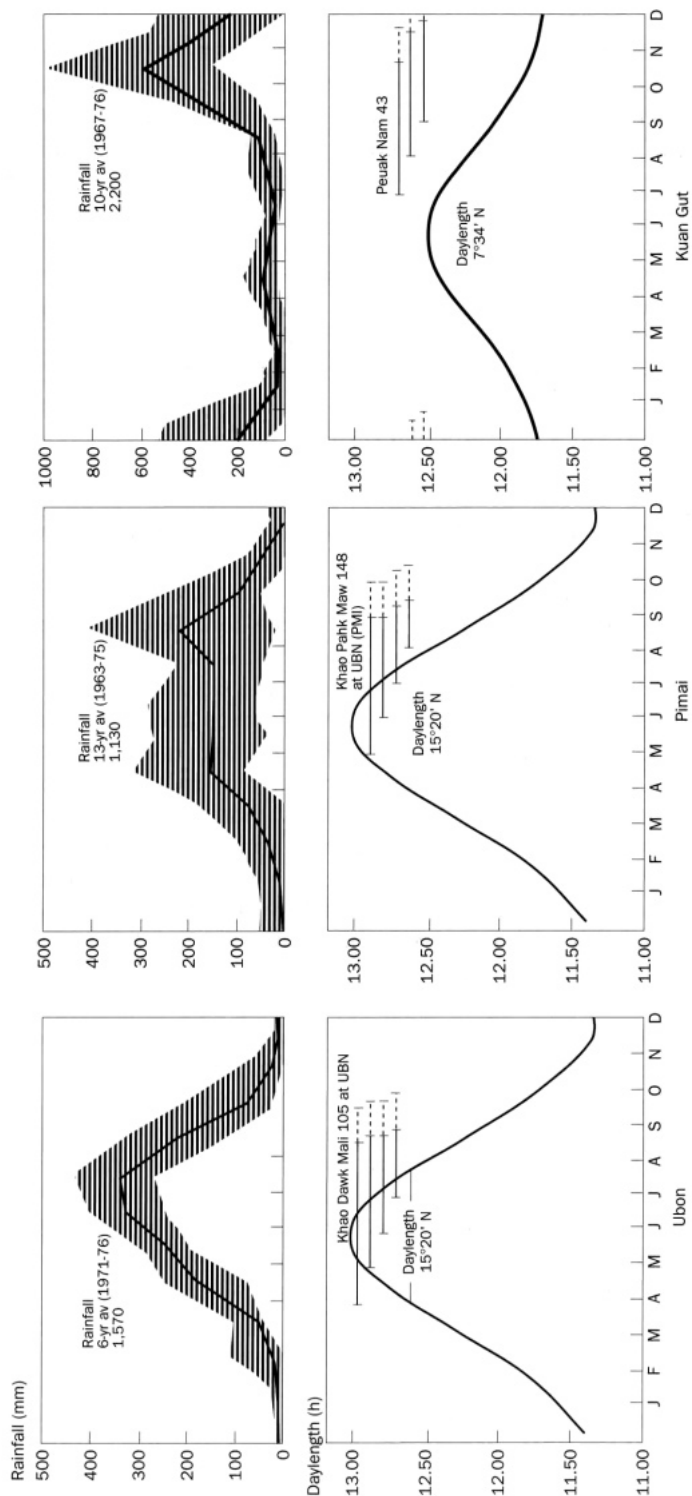 Rainfall (mm)
500
400
300
200
100
0
Rainfall
6-yr av (1971-76)
1,570
500
400
300
200
100
0
Rainfall
13-yr av (1963-75)
1,130
1000
800
600
400
200
0
Rainfall
10-yr av (1967-76)
2,200
Daylength (h)
13.00
12.50
12.00
11.50
11.00
Khao Dawk Mali 105 at UBN
Daylength
15°20' N
J F M A M J J A S O N D
Ubon
13.00
12.50
12.00
11.50
11.00
Khao Pahk Maw 148
at UBN (PMI)
Daylength
15°20' N
J F M A M J J A S O N D
Pimai
13.00
12.50
12.00
11.50
11.00
Peuak Nam 43
Daylength
7°34' N
J F M A M J J A S O N D
Kuan Gut